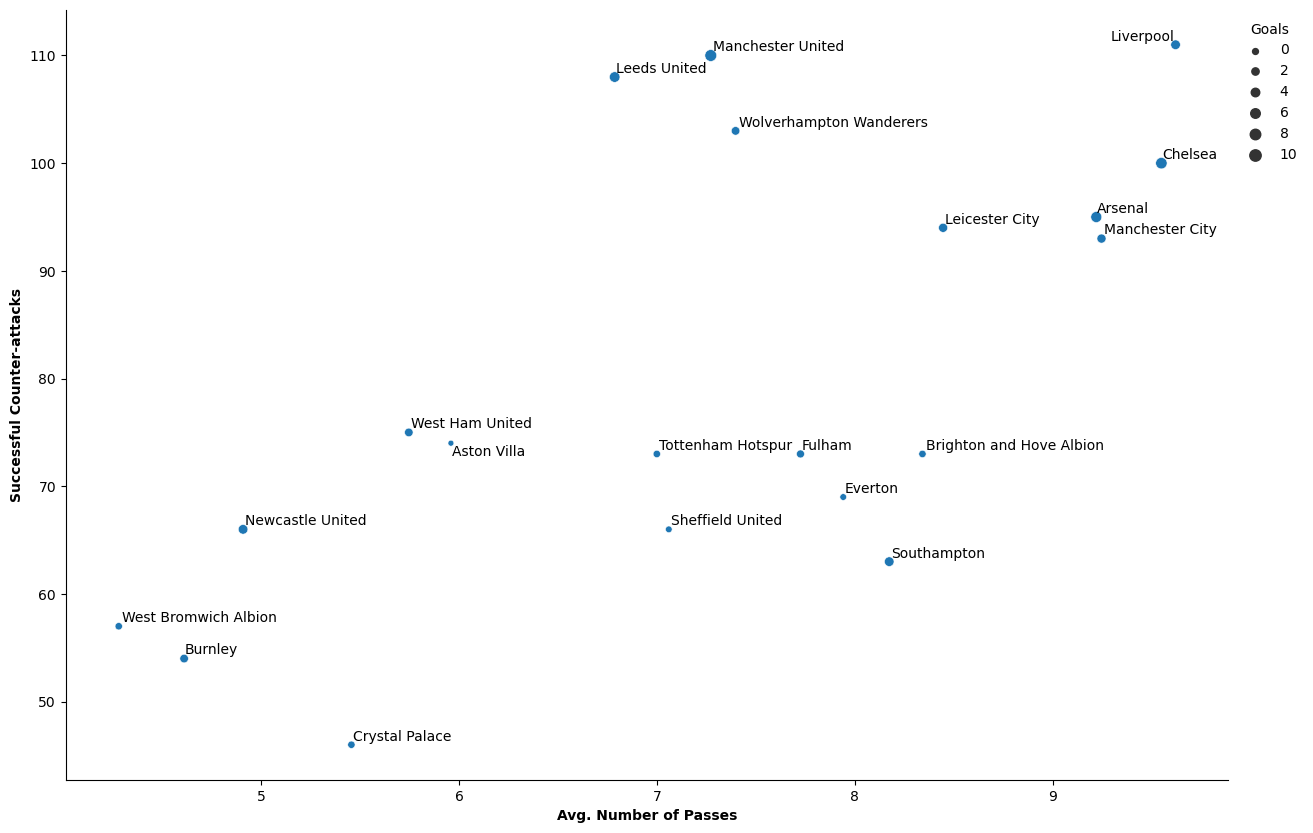 Liverpool
Goals
0
2
4
6
8
10
Manchester United
Leeds United
Wolverhampton Wanderers
Chelsea
Arsenal
Leicester City
Manchester City
West Ham United
Aston Villa
Tottenham Hotspur
Fulham
Brighton and Hove Albion
Everton
Newcastle United
Sheffield United
Southampton
West Bromwich Albion
Burnley
Crystal Palace
110
100
90
80
70
60
50
Successful Counter-attacks
5
6
7
8
9
Avg. Number of Passes